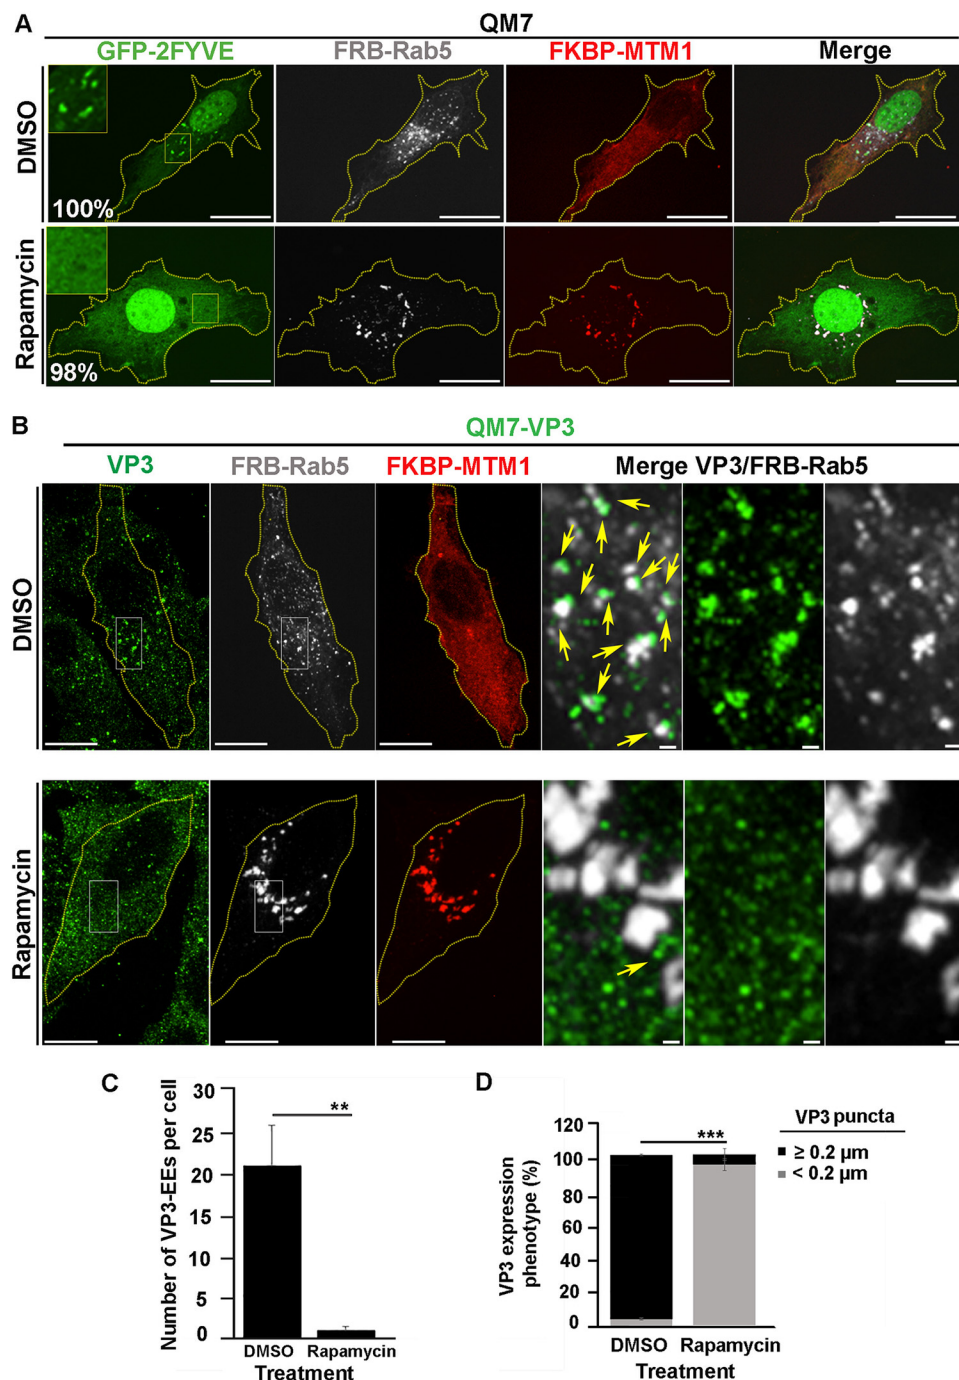 A
QM7
GFP-2FYVE FRB-Rab5 FKBP-MTM1 Merge
DMSO
100%
Rapamycin
98%
B
QM7-VP3
VP3 FRB-Rab5 FKBP-MTM1 Merge VP3/FRB-Rab5
DMSO
Rapamycin
C
Number of VP3-EEs per cell
30
25
20
15
10
5
0
**
DMSO Rapamycin
Treatment
D
VP3 expression
phenotype (%)
120
100
80
60
40
20
0
***
DMSO Rapamycin
Treatment
VP3 puncta
≥ 0.2 µm
< 0.2 µm